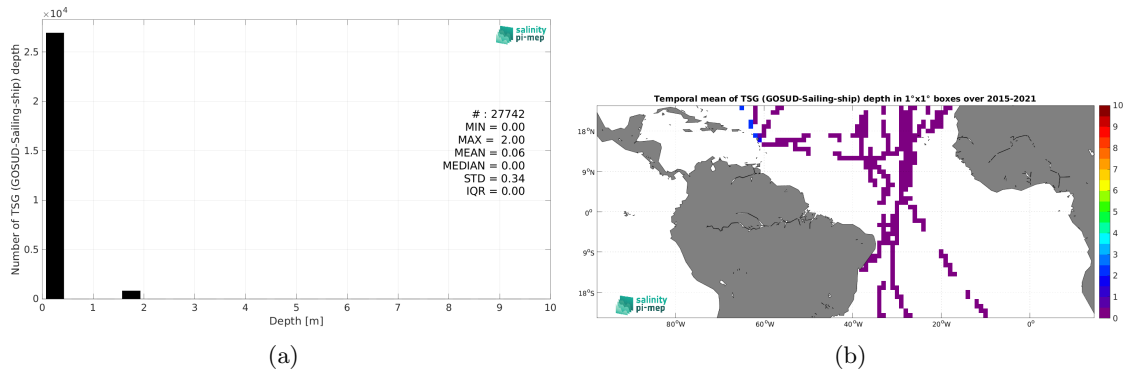 ×10⁴
salinity
pi-mep
Number of TSG (GOSUD-Sailing-ship) depth
2.5
2
1.5
1
0.5
0
# : 27742
MIN = 0.00
MAX = 2.00
MEAN = 0.06
MEDIAN = 0.00
STD = 0.34
IQR = 0.00
0 1 2 3 4 5 6 7 8 9 10
Depth [m]
(a)
Temporal mean of TSG (GOSUD-Sailing-ship) depth in 1°x1° boxes over 2015-2021
18°N
9°N
0°
9°S
18°S
80°W 60°W 40°W 20°W 0°
salinity
pi-mep
10
9
8
7
6
5
4
3
2
1
0
(b)